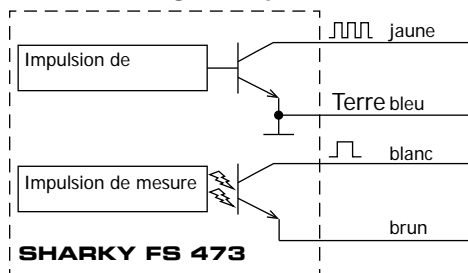 Impulsion de
jaune
Terre bleu
Impulsion de mesure
blanc
brun
SHARKY FS 473